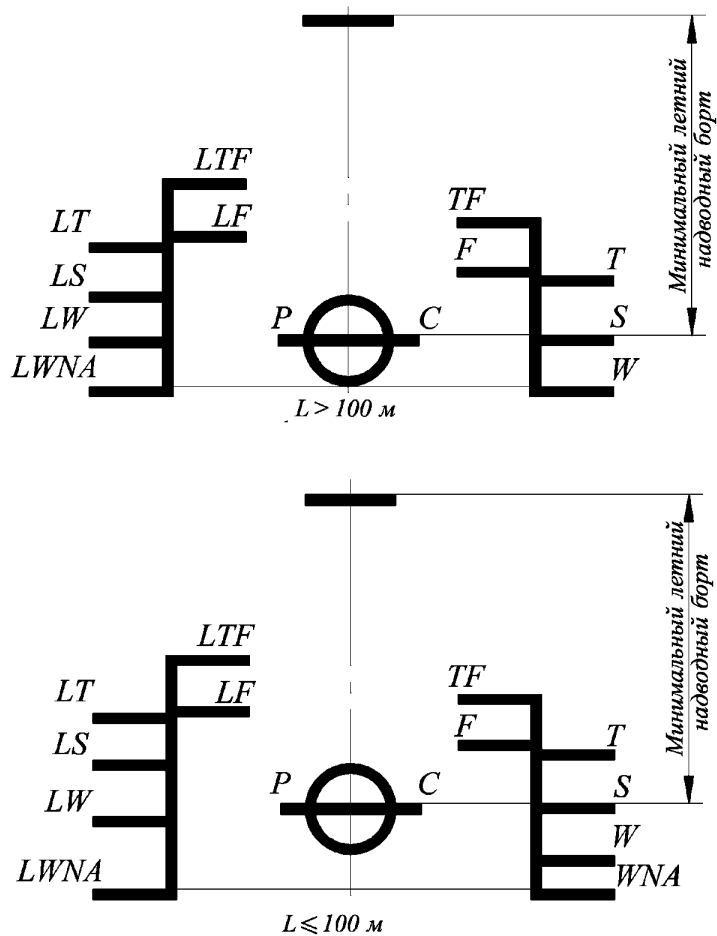 LTF
LF
LT
LS
LW
LWNA
P
C
TF
F
T
S
W
L > 100 м
Минимальный летний
надводный борт
LTF
LF
LT
LS
LW
LWNA
P
C
TF
F
T
S
W
WNA
L ⩽ 100 м
Минимальный летний
надводный борт